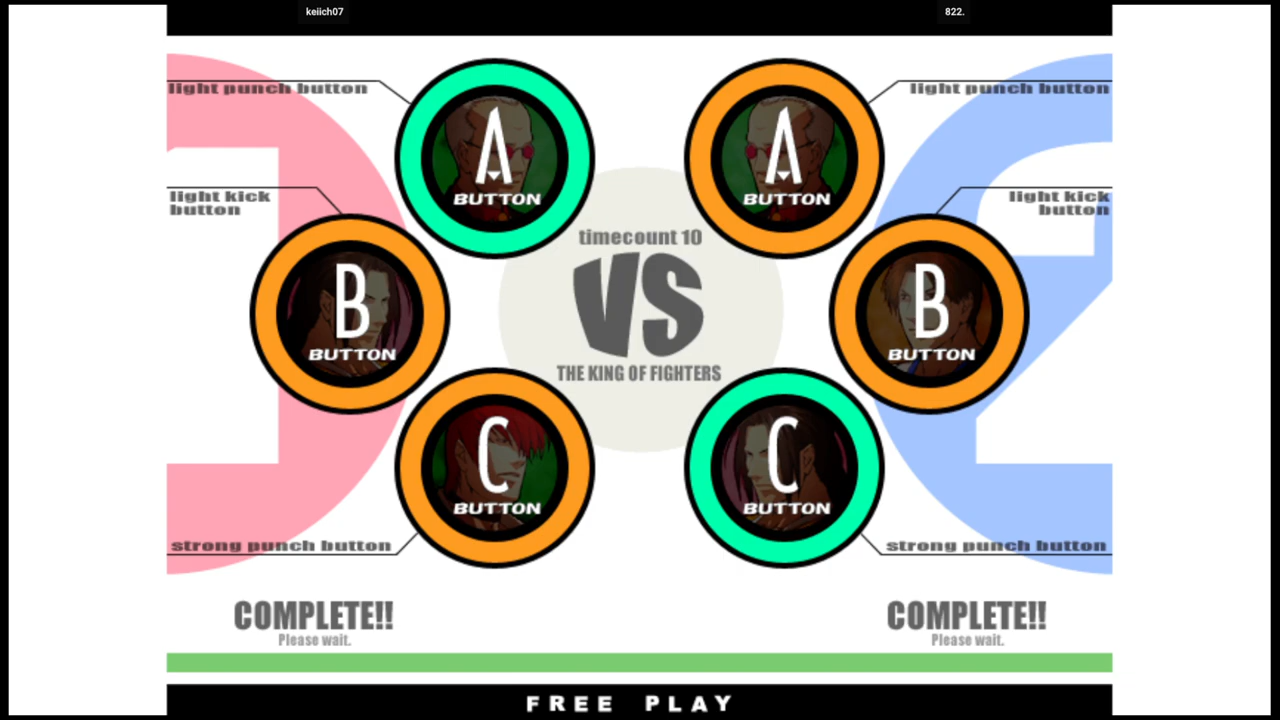 keiich07
822.
light punch button
A
BUTTON
A
BUTTON
light punch button
light kick
button
light kick
button
timecount 10
VS
THE KING OF FIGHTERS
B
BUTTON
B
BUTTON
C
BUTTON
C
BUTTON
strong punch button
strong punch button
COMPLETE!!
Please wait.
COMPLETE!!
Please wait.
FREE PLAY